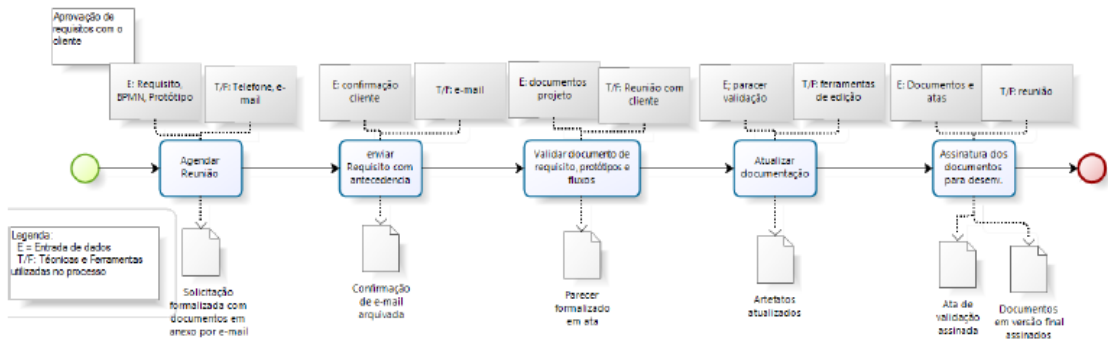 Aprovação de
requisitos com o
cliente
E: Requisito,
BPMN, Protótipo
T/F: Telefone, e-
mail
E: confirmação
cliente
T/F: e-mail
E: documentos
projeto
T/F: Reunião com
cliente
E; paracer
validação
T/F: ferramentas
de edição
E: Documentos e
atas
T/F: reunião
Agendar
Reunião
enviar
Requisito com
antecedencia
Validar documento de
requisito, protótipos e
fluxos
Atualizar
documentação
Assinatura dos
documentos
para desenv.
Legenda:
E = Entrada de dados
T/F: Técnicas e Ferramentas
utilizadas no processo
Solicitação
formalizada com
documentos em
anexo por e-mail
Confirmação
de e-mail
arquivada
Parecer
formalizado
em ata
Artefatos
atualizados
Ata de
validação
assinada
Documentos
em versão final
assinados